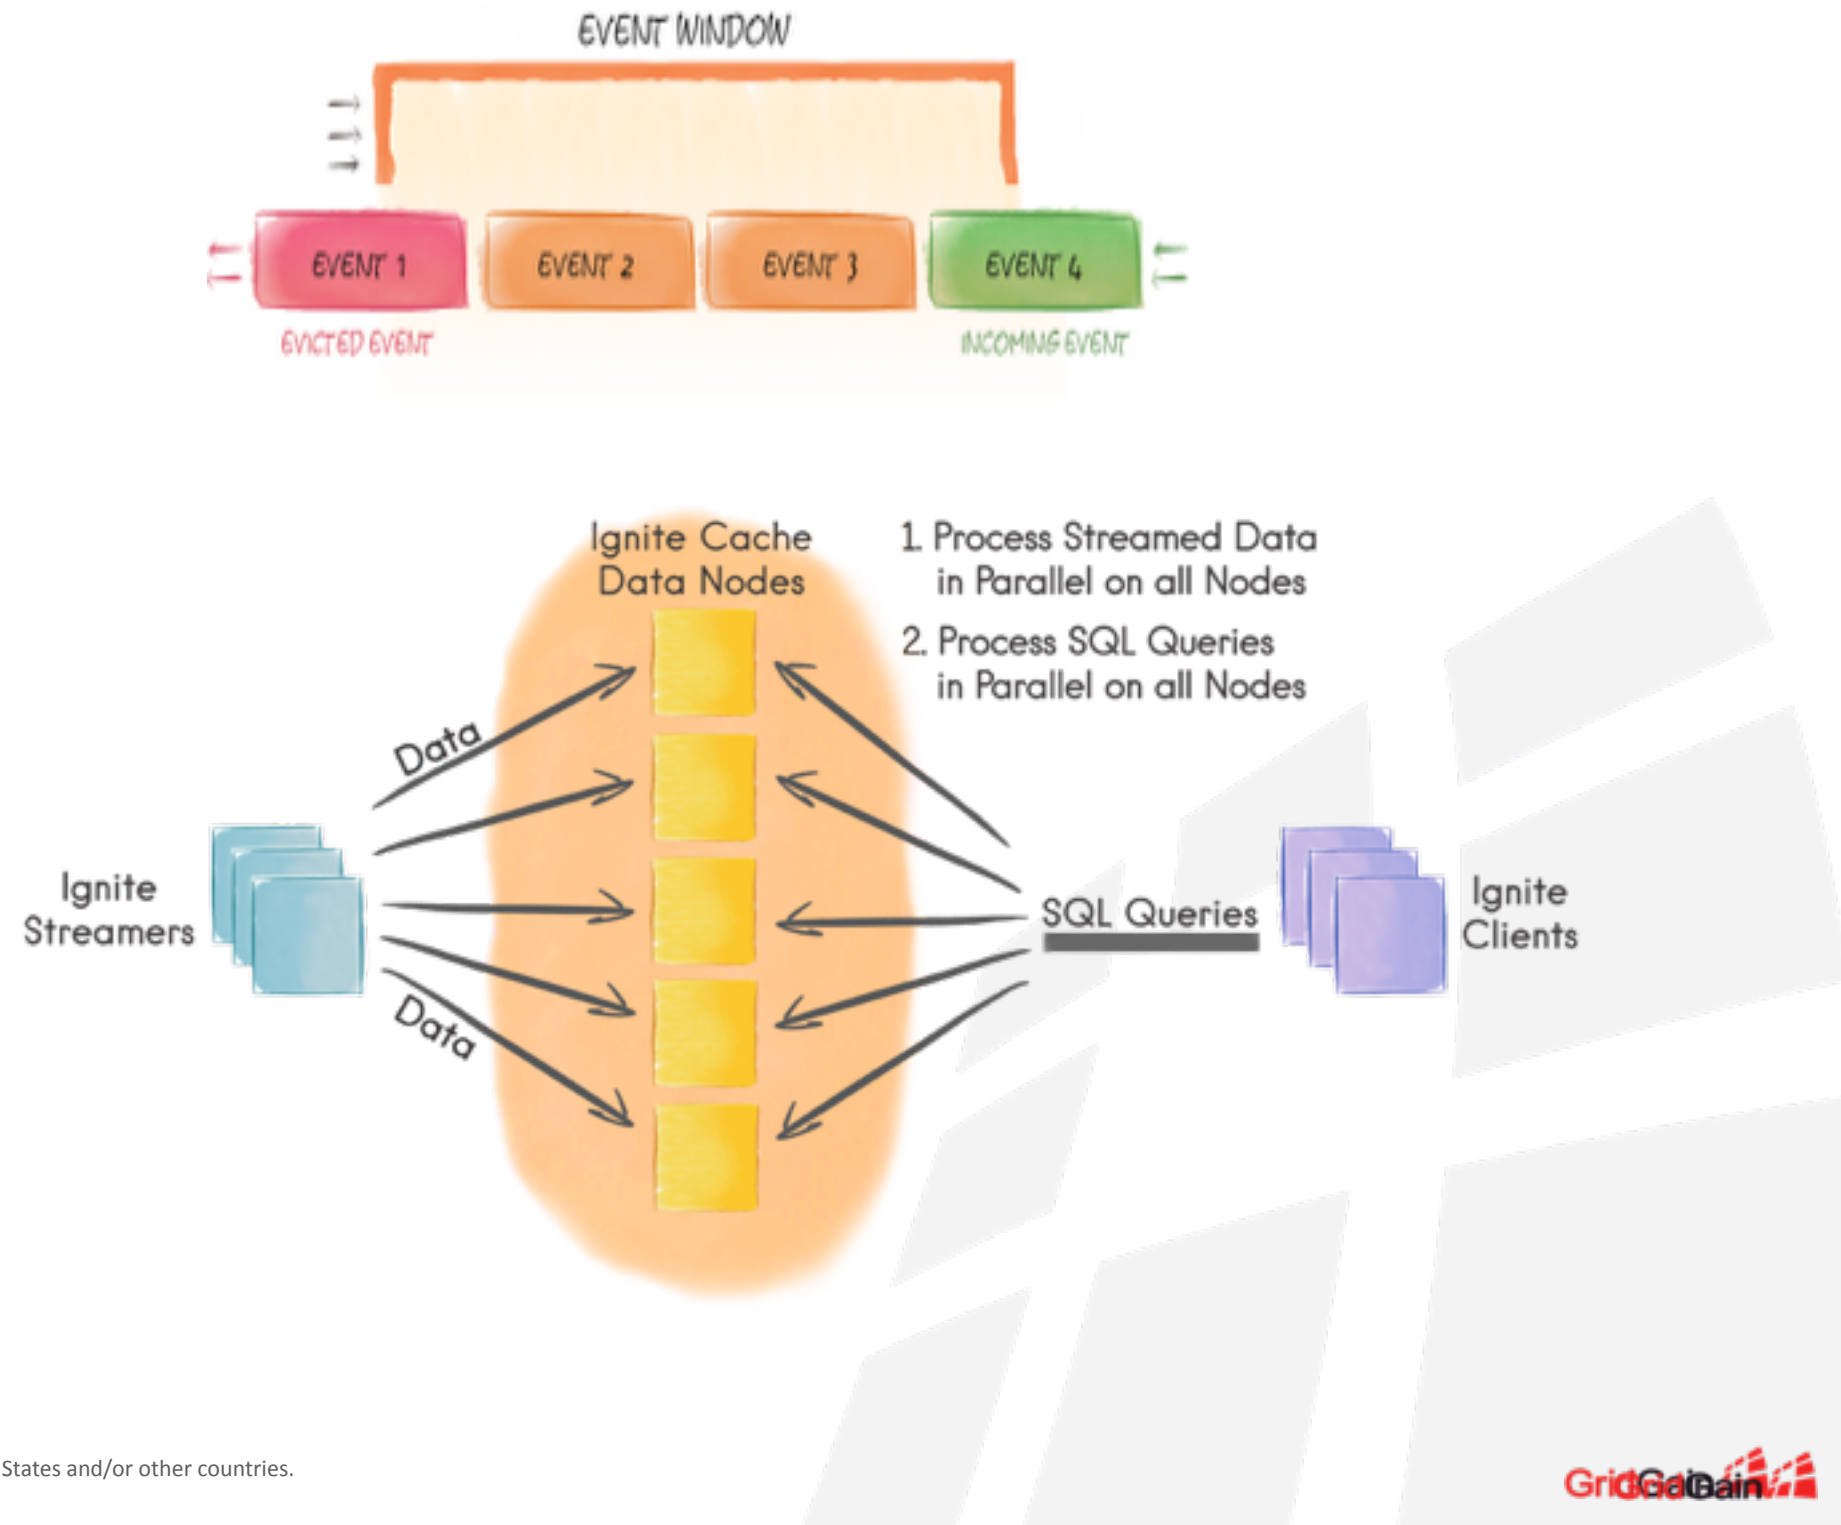 EVENT WINDOW
EVENT 1
EVENT 2
EVENT 3
EVENT 4
EVICTED EVENT
INCOMING EVENT
Ignite Cache
Data Nodes
1. Process Streamed Data
in Parallel on all Nodes
2. Process SQL Queries
in Parallel on all Nodes
Data
Ignite
Streamers
SQL Queries
Ignite
Clients
Data
States and/or other countries.
GridGain
GridGain